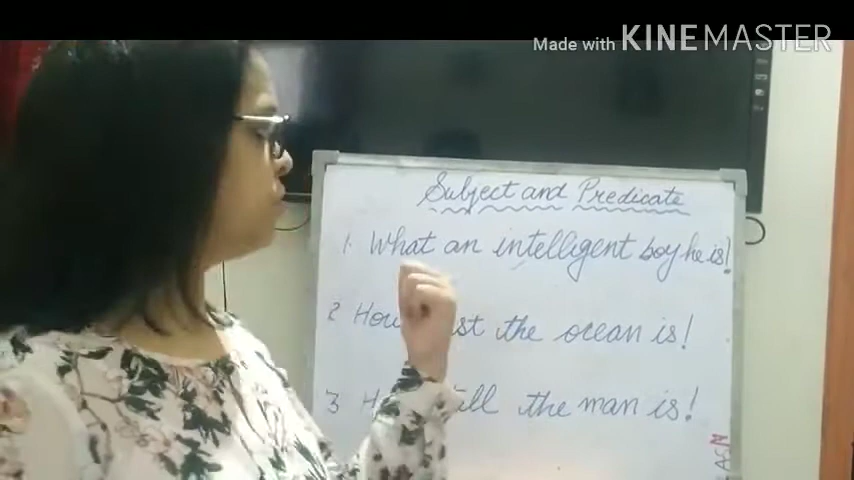 Made with KINEMASTER
Subject and Predicate
1. What an intelligent boy he is!
2 How st the ocean is!
3 H all the man is!